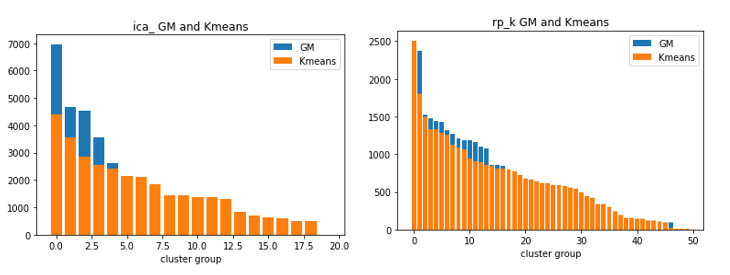 ica_ GM and Kmeans
GM
Kmeans
7000
6000
5000
4000
3000
2000
1000
0
0.0 2.5 5.0 7.5 10.0 12.5 15.0 17.5 20.0
cluster group
rp_k GM and Kmeans
GM
Kmeans
2500
2000
1500
1000
500
0
0 10 20 30 40 50
cluster group